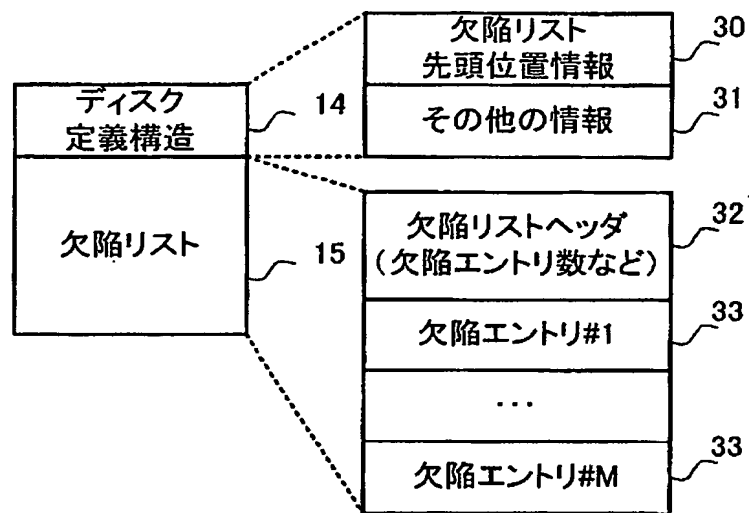 ディスク
定義構造
14
欠陥リスト
15
欠陥リスト
先頭位置情報
30
その他の情報
31
欠陥リストヘッダ
(欠陥エントリ数など)
32
欠陥エントリ#1
33
...
欠陥エントリ#M
33